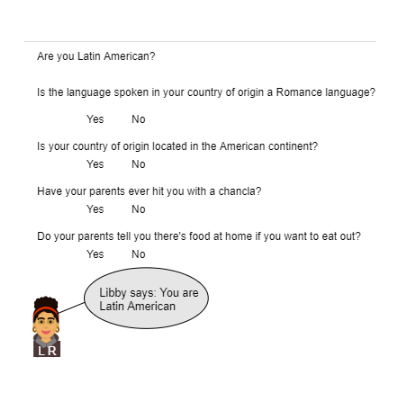 Are you Latin American?
Is the language spoken in your country of origin a Romance language?
Yes No
Is your country of origin located in the American continent?
Yes No
Have your parents ever hit you with a chancla?
Yes No
Do your parents tell you there's food at home if you want to eat out?
Yes No
Libby says: You are
Latin American
L R